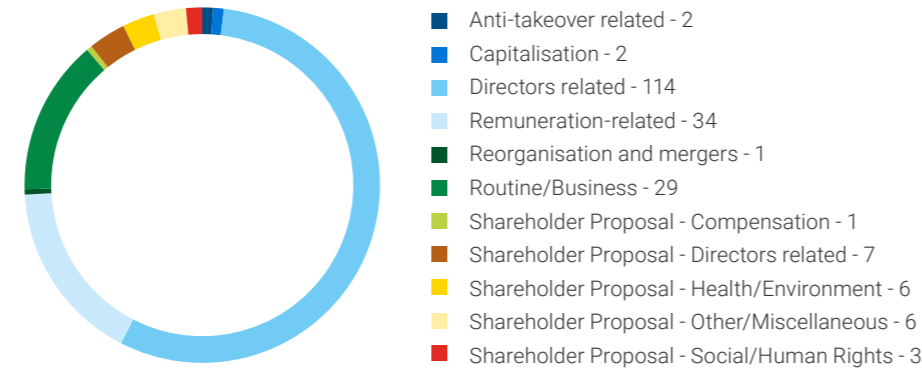 Anti-takeover related - 2
Capitalisation - 2
Directors related - 114
Remuneration-related - 34
Reorganisation and mergers - 1
Routine/Business - 29
Shareholder Proposal - Compensation - 1
Shareholder Proposal - Directors related - 7
Shareholder Proposal - Health/Environment - 6
Shareholder Proposal - Other/Miscellaneous - 6
Shareholder Proposal - Social/Human Rights - 3